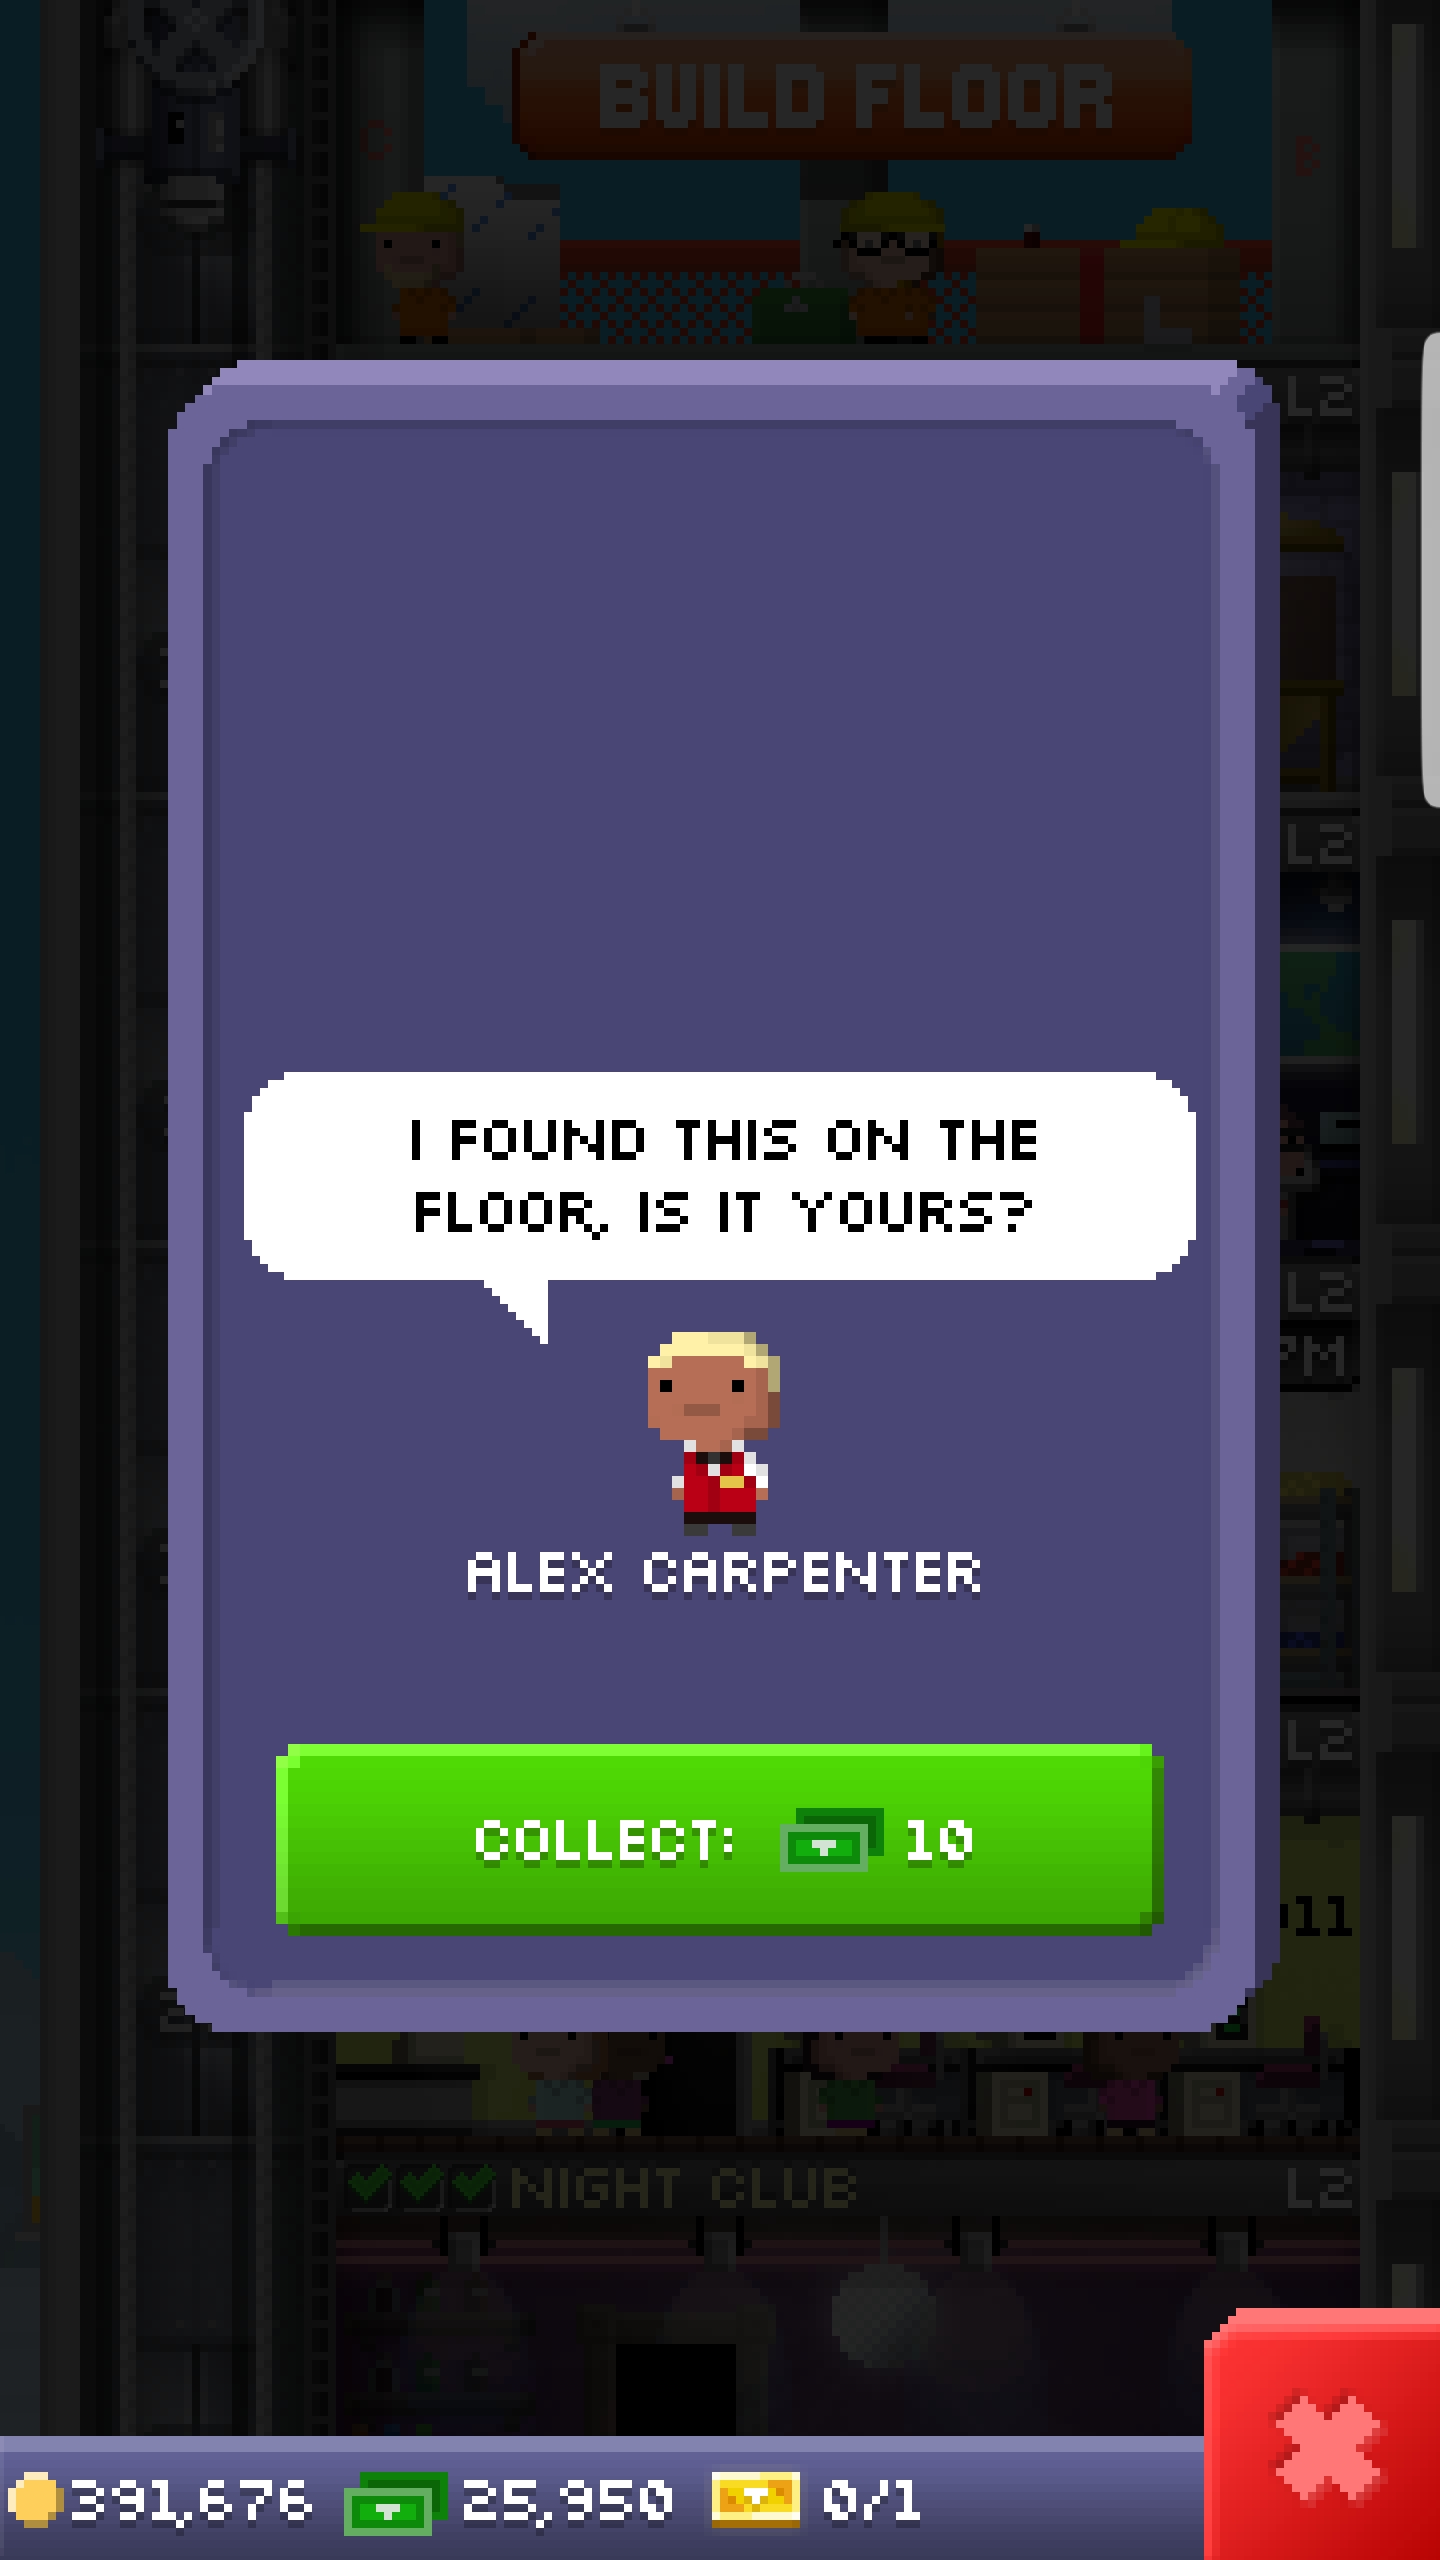 BUILD FLOOR
C
B
L2
L2
I FOUND THIS ON THE
FLOOR, IS IT YOURS?
L2
PM
ALEX CARPENTER
L2
COLLECT: 10
11
NIGHT CLUB L2
391,676 25,950 0/1